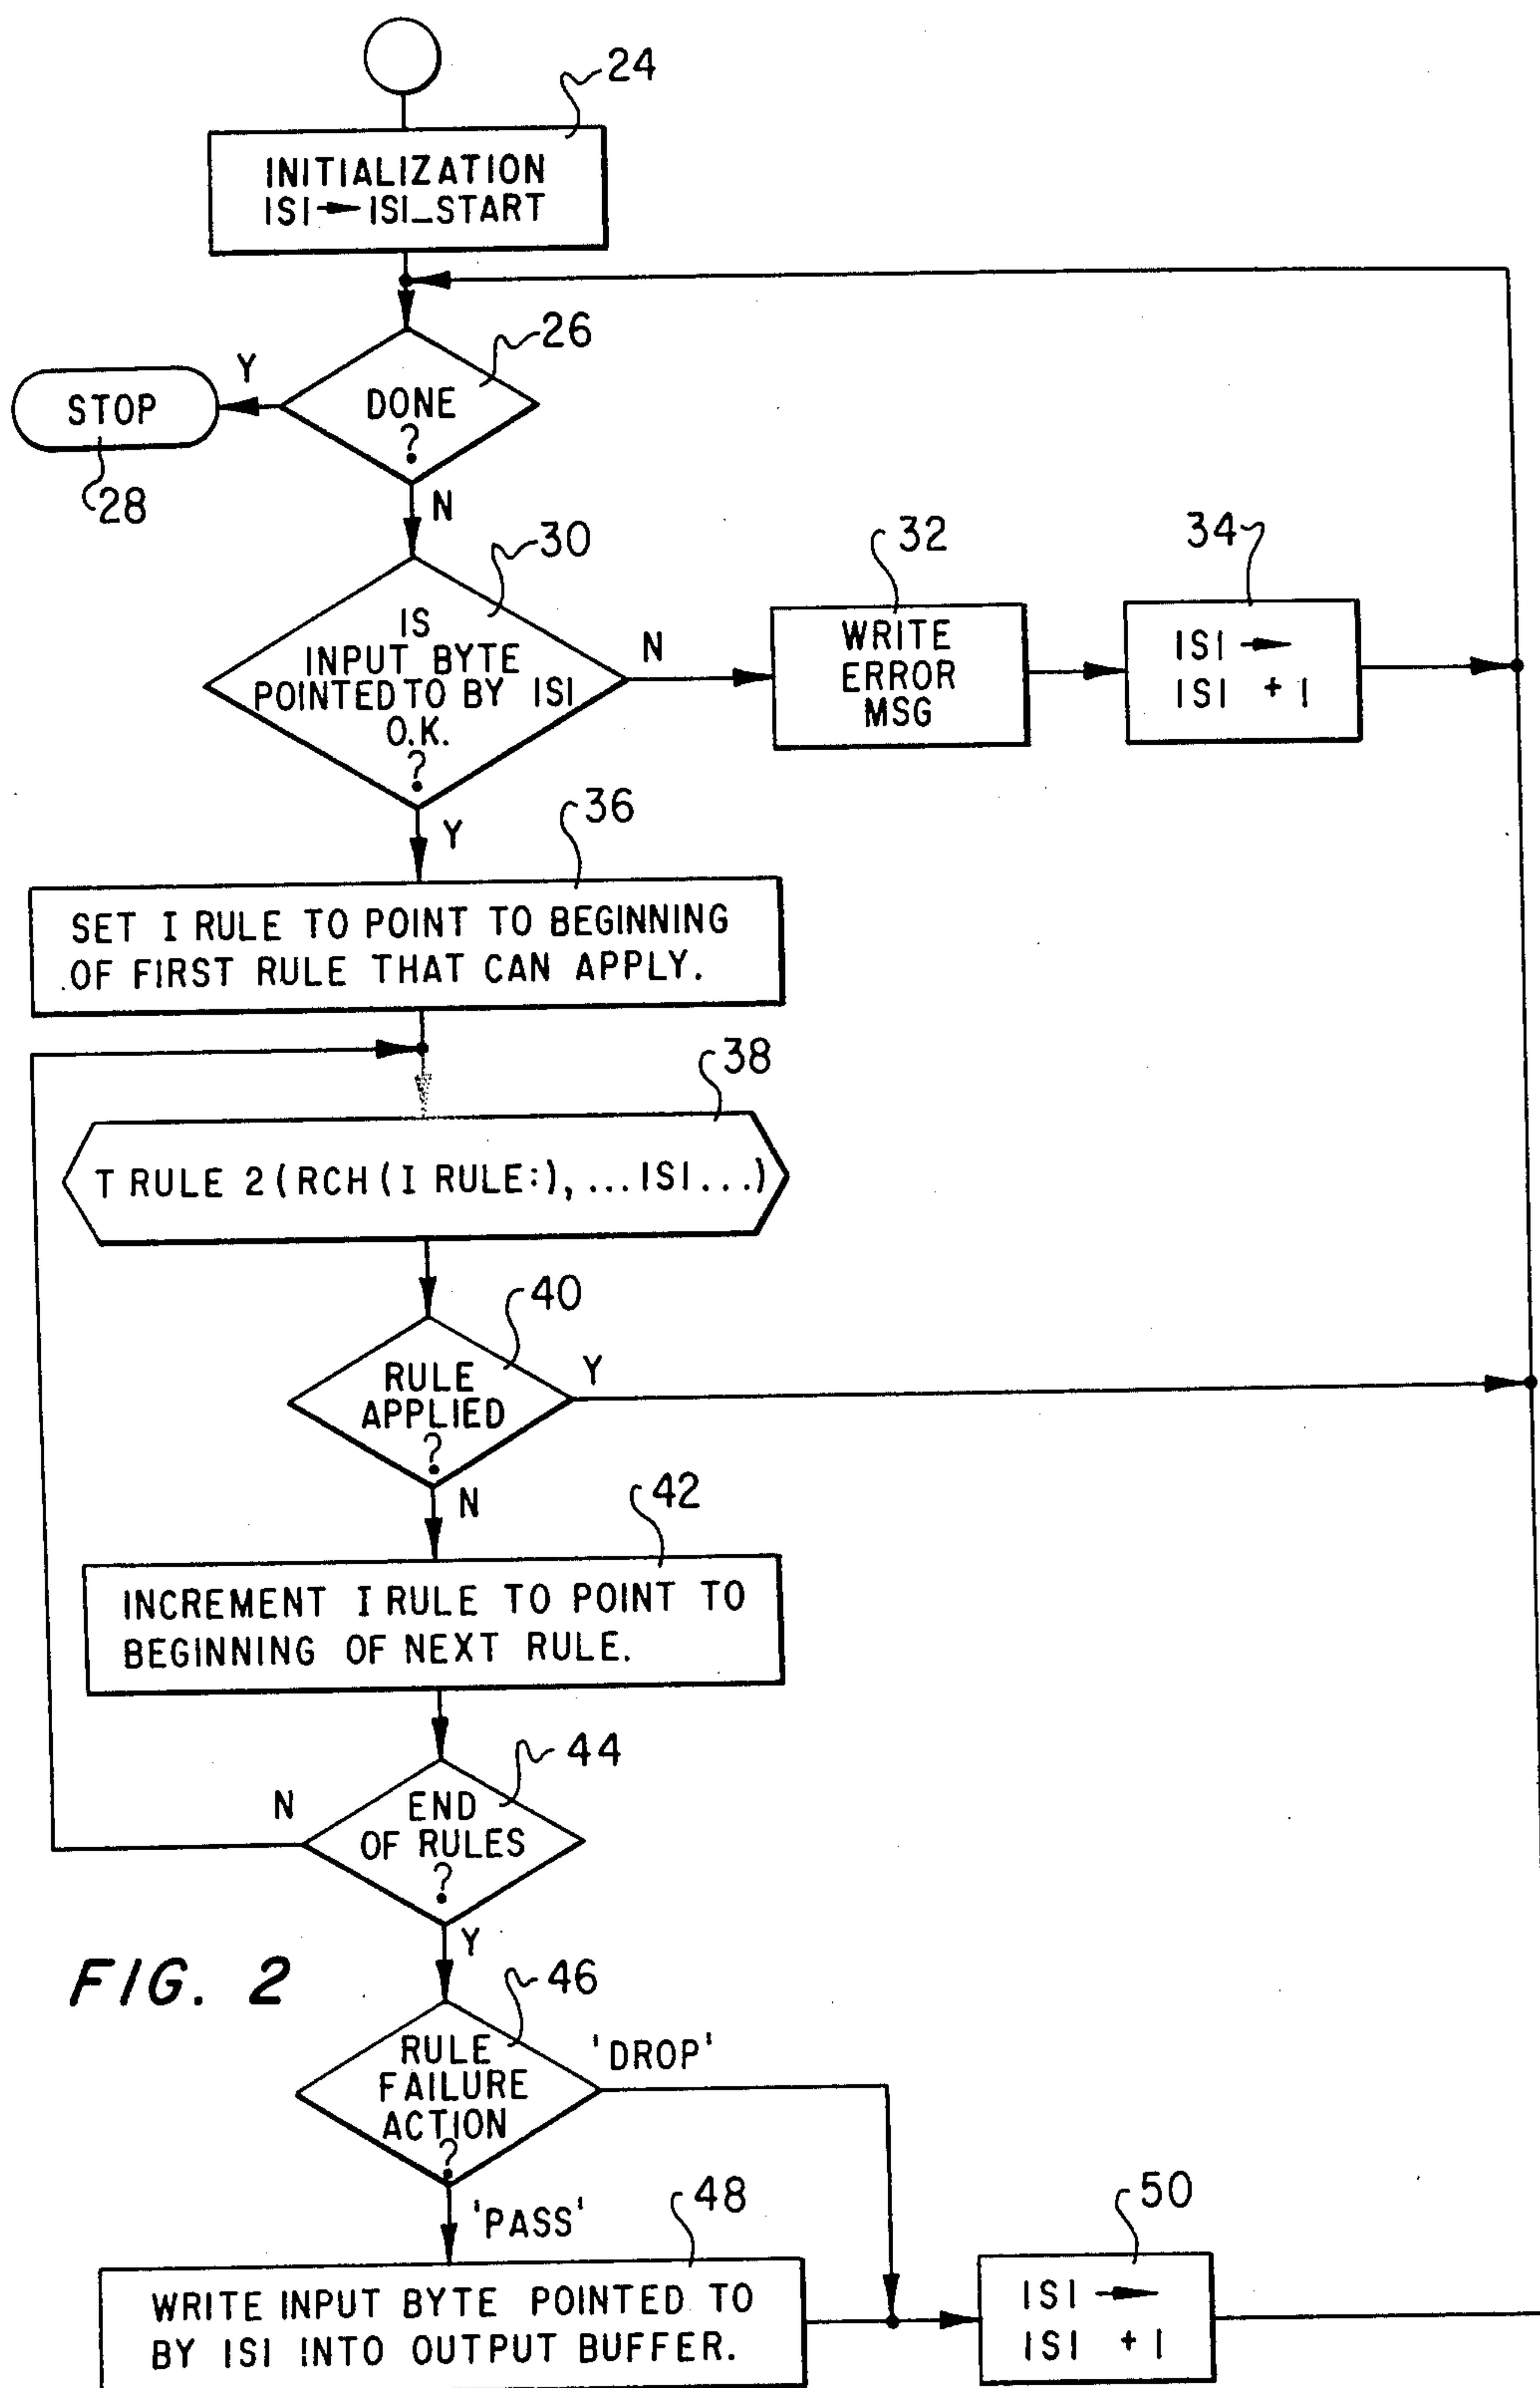 24
INITIALIZATION
ISI → ISI_START
26
Y
DONE
?
STOP
28
N
30
IS
INPUT BYTE
POINTED TO BY ISI
O.K.
?
N
32
WRITE
ERROR
MSG
34
ISI →
ISI + 1
Y
36
SET I RULE TO POINT TO BEGINNING
OF FIRST RULE THAT CAN APPLY.
38
T RULE 2 (RCH (I RULE:), ...ISI...)
40
RULE
APPLIED
?
Y
N
42
INCREMENT I RULE TO POINT TO
BEGINNING OF NEXT RULE.
44
N
END
OF RULES
?
Y
FIG. 2
46
RULE
FAILURE
ACTION
?
'DROP'
'PASS'
48
WRITE INPUT BYTE POINTED TO
BY ISI INTO OUTPUT BUFFER.
50
ISI →
ISI + 1